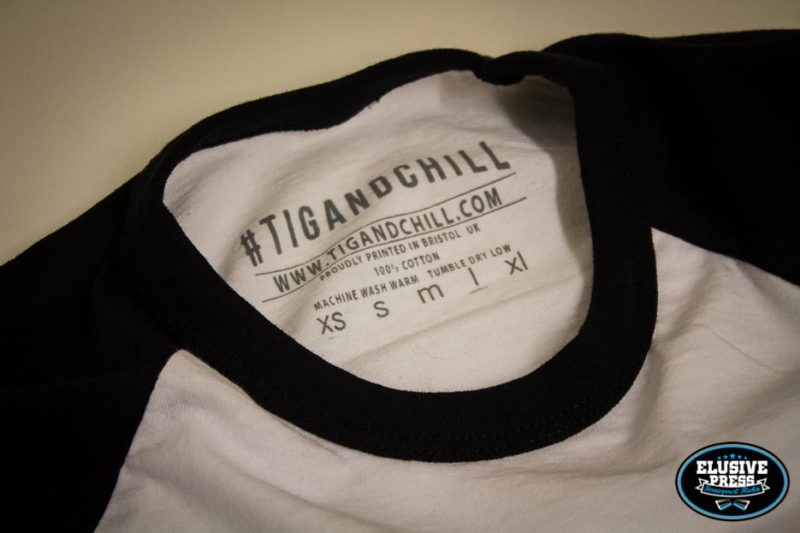 #TIGANDCHILL
WWW.TIGANDCHILL.COM
PROUDLY PRINTED IN BRISTOL UK
100% COTTON
MACHINE WASH WARM TUMBLE DRY LOW
XS S m l xl
ELUSIVE
PRESS